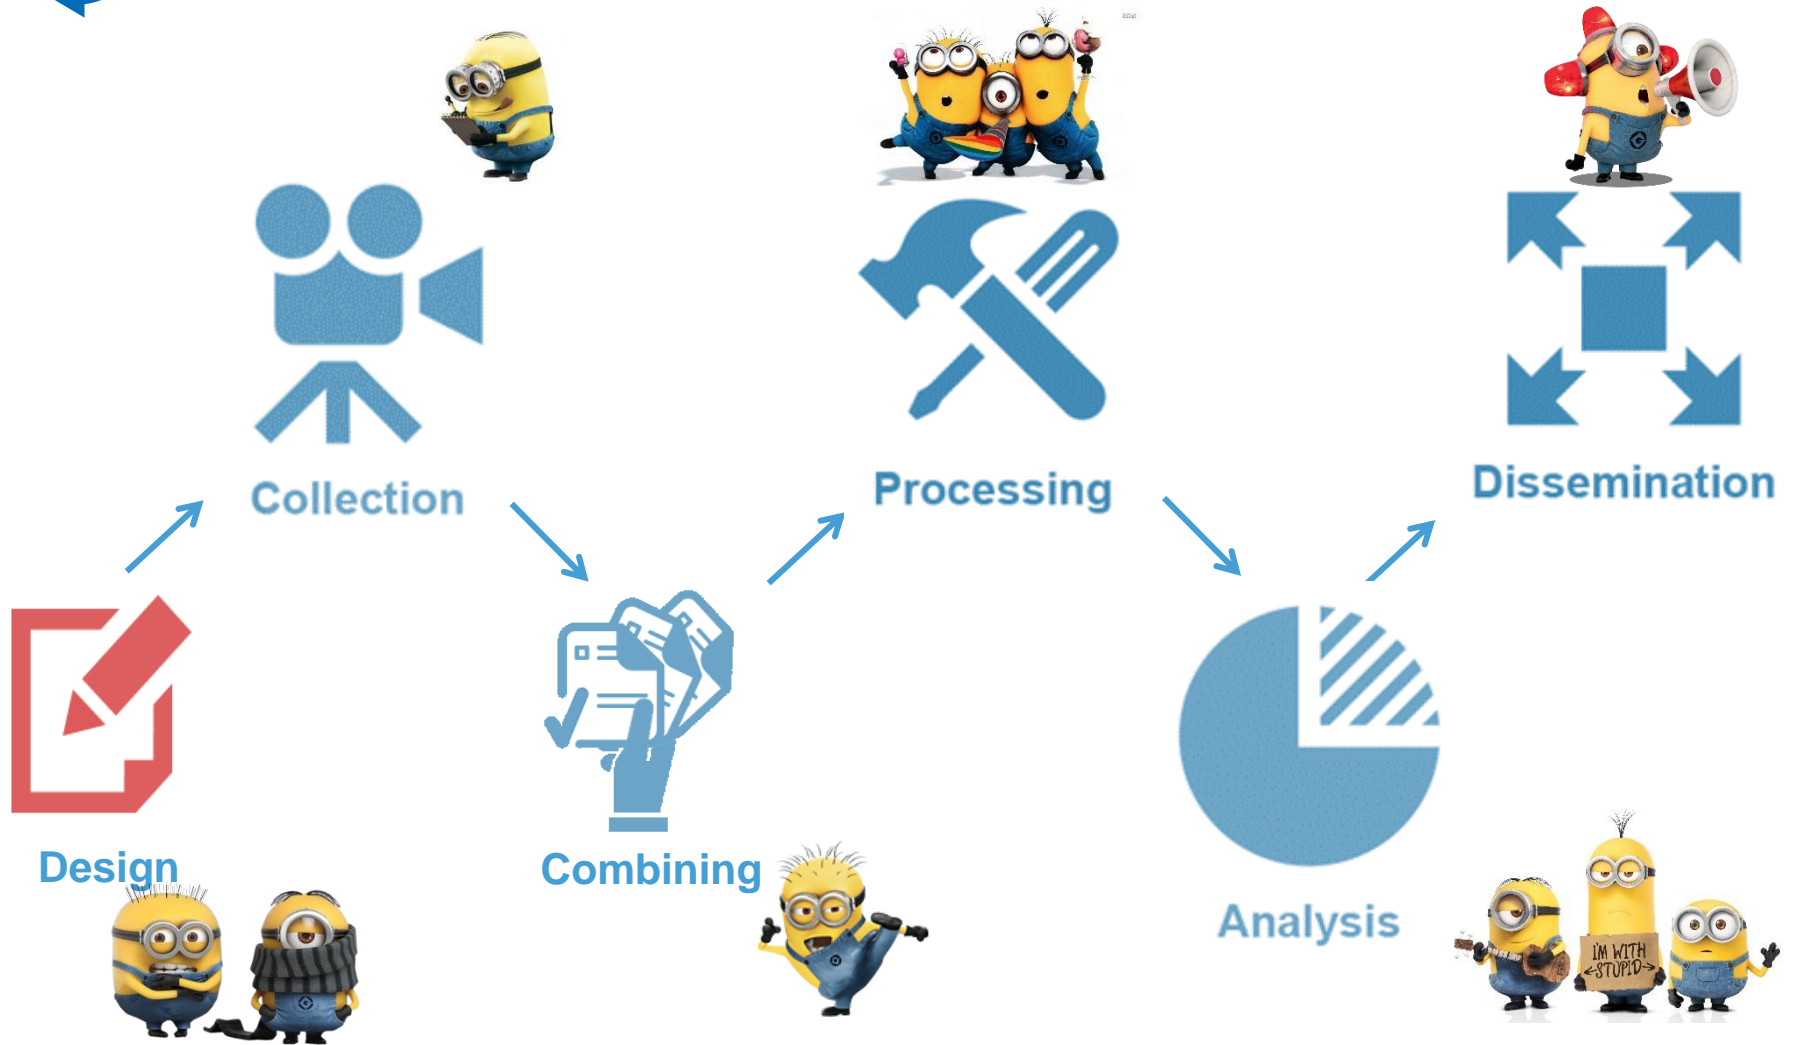 Collection
Processing
Dissemination
Design
Combining
Analysis
I'M WITH
STUPID